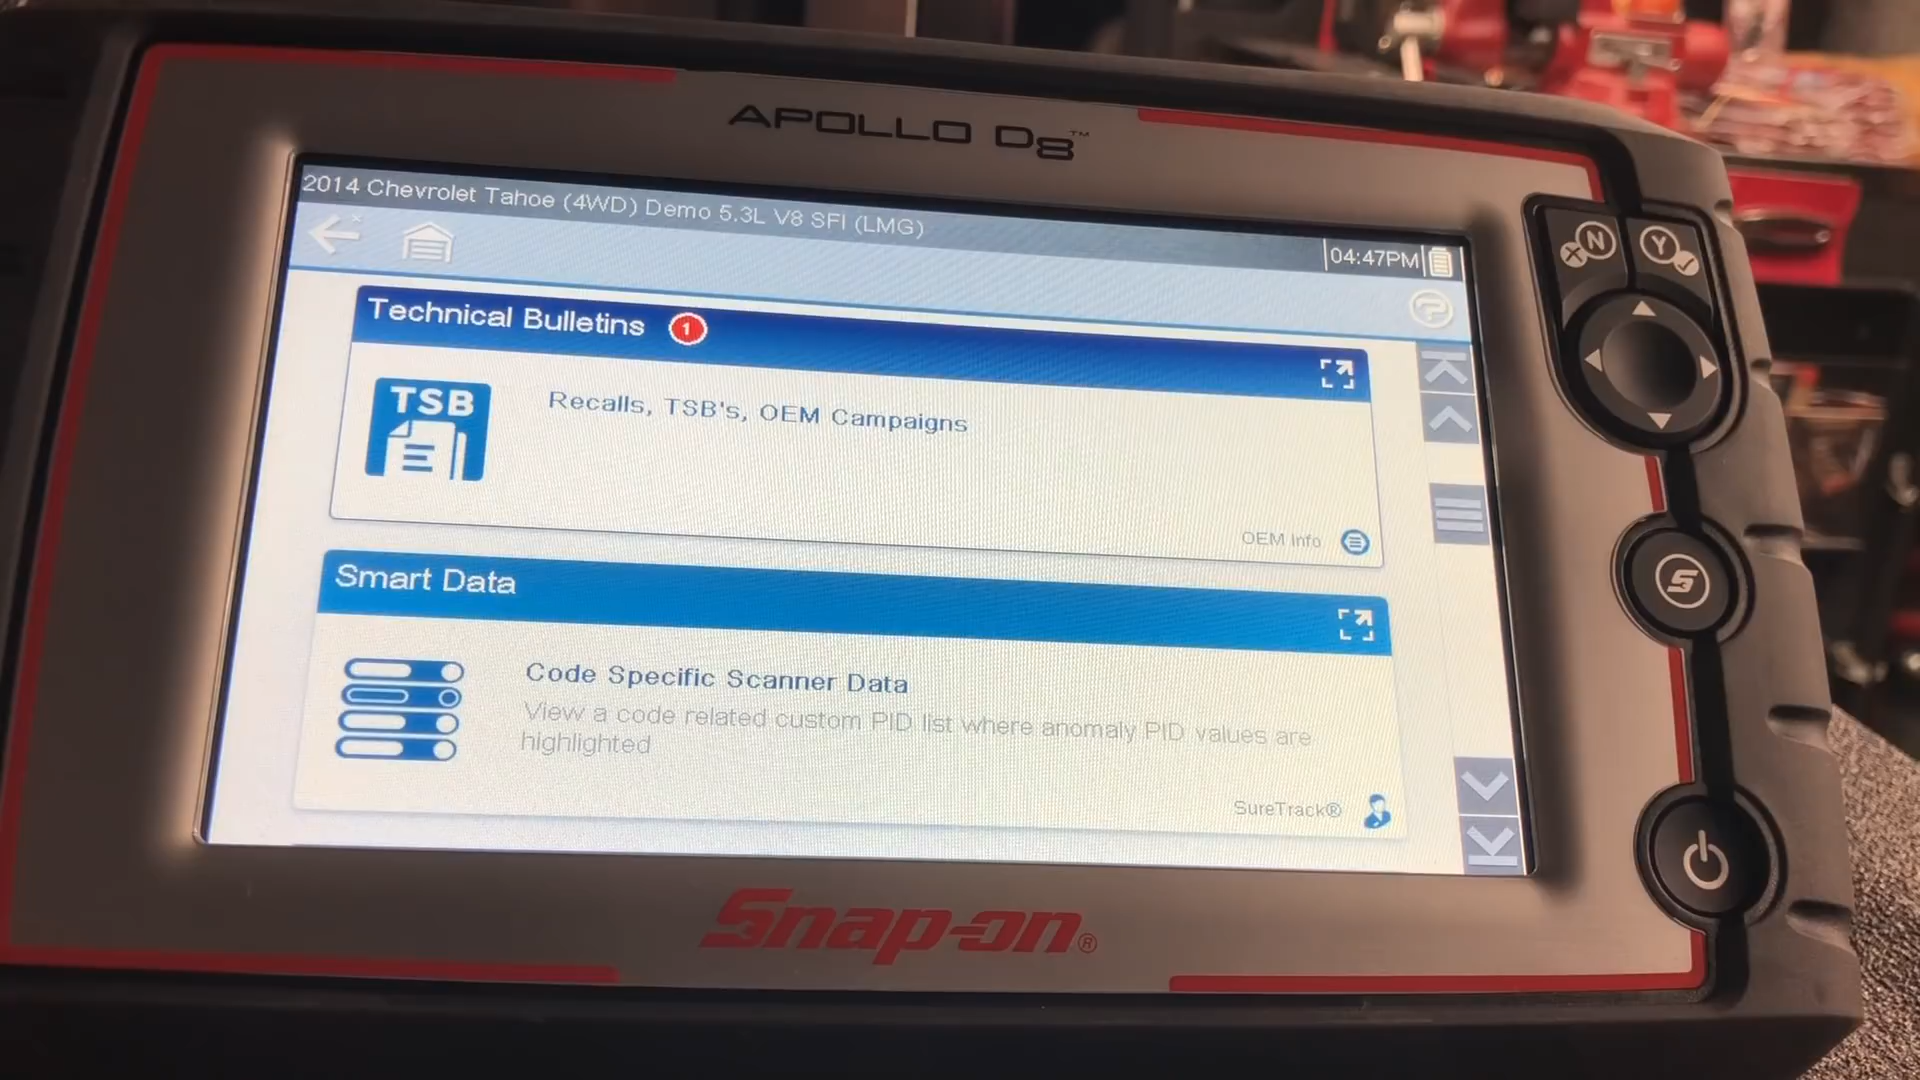 APOLLO D8™
2014 Chevrolet Tahoe (4WD) Demo 5.3L V8 SFI (LMG)
04:47PM
Technical Bulletins 1
TSB
Recalls, TSB's, OEM Campaigns
OEM Info
Smart Data
Code Specific Scanner Data
View a code related custom PID list where anomaly PID values are
highlighted
SureTrack®
Snap-on®
N
Y
S